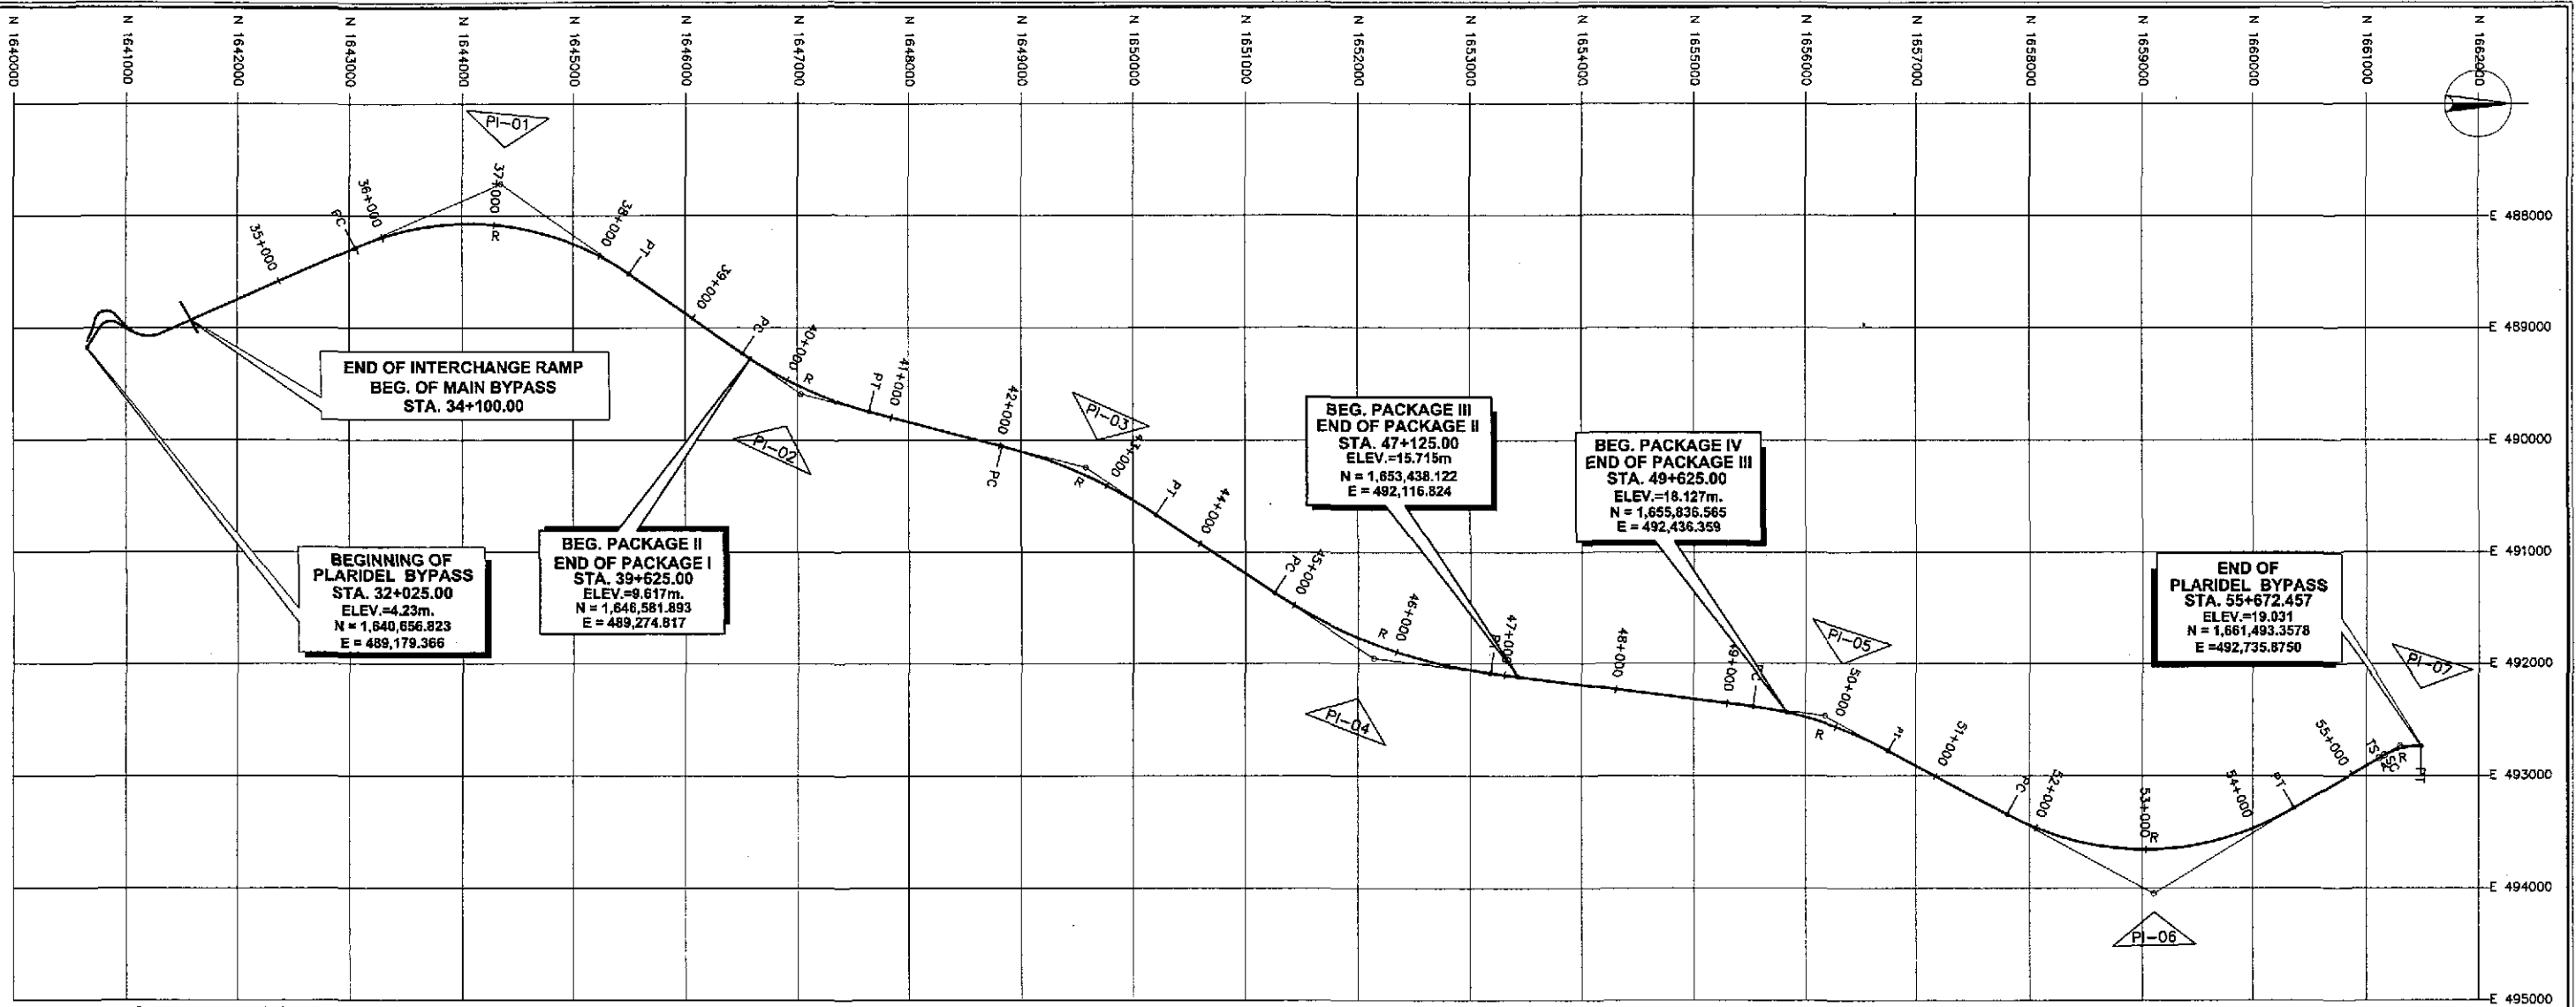 N 1640000
N 1641000
N 1642000
N 1643000
N 1644000
N 1645000
N 1646000
N 1647000
N 1648000
N 1649000
N 1650000
N 1651000
N 1652000
N 1653000
N 1654000
N 1655000
N 1656000
N 1657000
N 1658000
N 1659000
N 1660000
N 1661000
N 1662000
E 488000
E 489000
E 490000
E 491000
E 492000
E 493000
E 494000
E 495000
PI-01
35+000
PC
36+000
37+000
R
38+000
PT
39+000
PC
40+000
R
PI-02
PT
41+000
42+000
PC
PI-03
R
43+000
PT
44+000
PC
45+000
R
46+000
PI-04
47+000
48+000
49+000
PI-05
50+000
R
PT
51+000
PC
52+000
53+000
R
PI-06
54+000
PT
55+000
TS
SC
R
PT
PI-07
END OF INTERCHANGE RAMP
BEG. OF MAIN BYPASS
STA. 34+100.00
BEGINNING OF
PLARIDEL BYPASS
STA. 32+025.00
ELEV.=4.23m.
N = 1,640,656.823
E = 489,179.366
BEG. PACKAGE II
END OF PACKAGE I
STA. 39+625.00
ELEV.=9.617m.
N = 1,646,581.893
E = 489,274.817
BEG. PACKAGE III
END OF PACKAGE II
STA. 47+125.00
ELEV.=15.715m
N = 1,653,438.122
E = 492,116.824
BEG. PACKAGE IV
END OF PACKAGE III
STA. 49+625.00
ELEV.=18.127m.
N = 1,655,836.565
E = 492,436.359
END OF
PLARIDEL BYPASS
STA. 55+672.457
ELEV.=19.031
N = 1,661,493.3578
E =492,735.8750